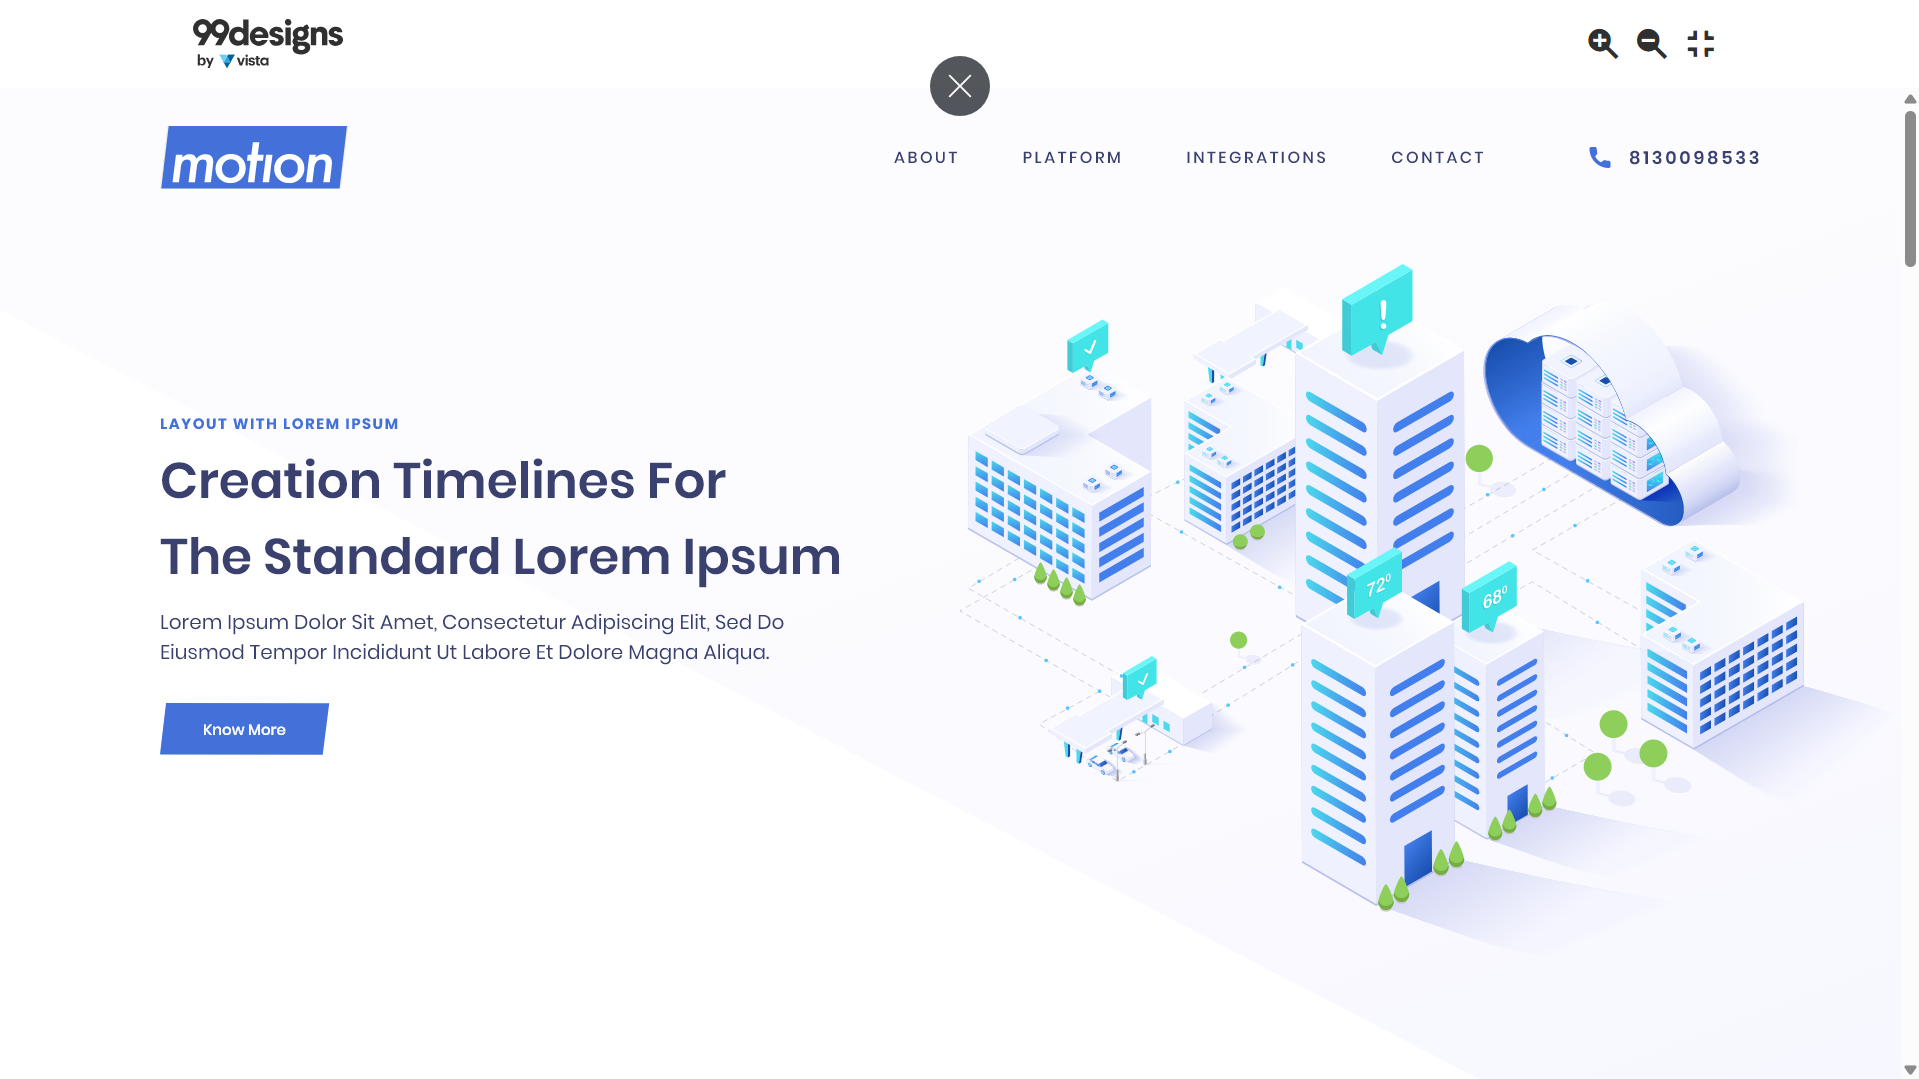 99designs
by vista
motion
ABOUT PLATFORM INTEGRATIONS CONTACT 8130098533
LAYOUT WITH LOREM IPSUM
Creation Timelines For
The Standard Lorem Ipsum
Lorem Ipsum Dolor Sit Amet, Consectetur Adipiscing Elit, Sed Do
Eiusmod Tempor Incididunt Ut Labore Et Dolore Magna Aliqua.
Know More
!
72⁰
68⁰